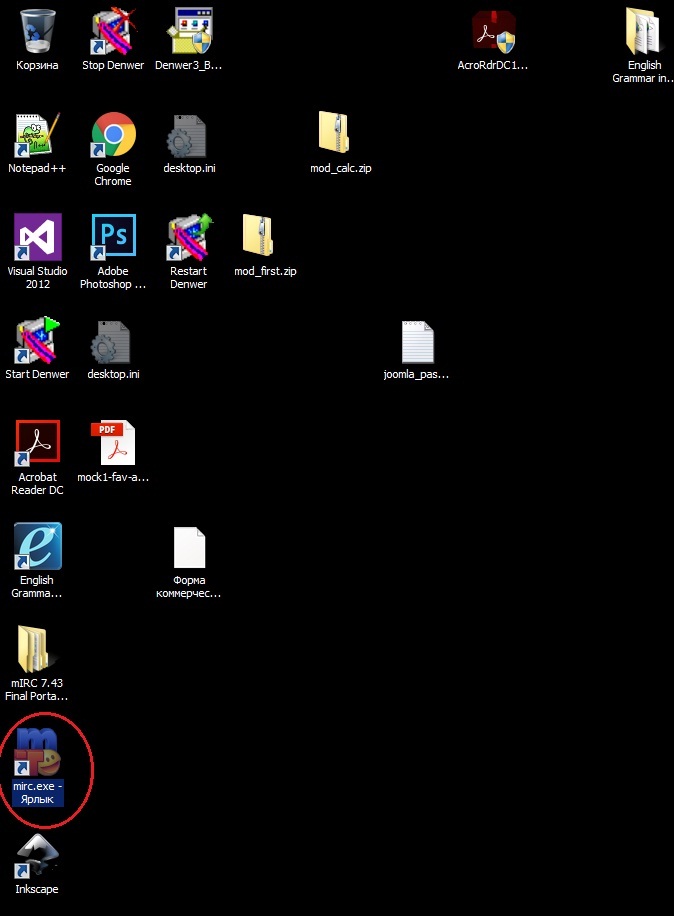 Корзина
Stop Denwer
Denwer3_B...
AcroRdrDC1...
English
Grammar in...
Notepad++
Google
Chrome
desktop.ini
mod_calc.zip
Visual Studio
2012
Ps
Adobe
Photoshop ...
Restart
Denwer
mod_first.zip
Start Denwer
desktop.ini
joomla_pas...
Acrobat
Reader DC
PDF
mock1-fav-a...
English
Gramma...
Форма
коммерчес...
mIRC 7.43
Final Porta...
mirc.exe -
Ярлык
Inkscape